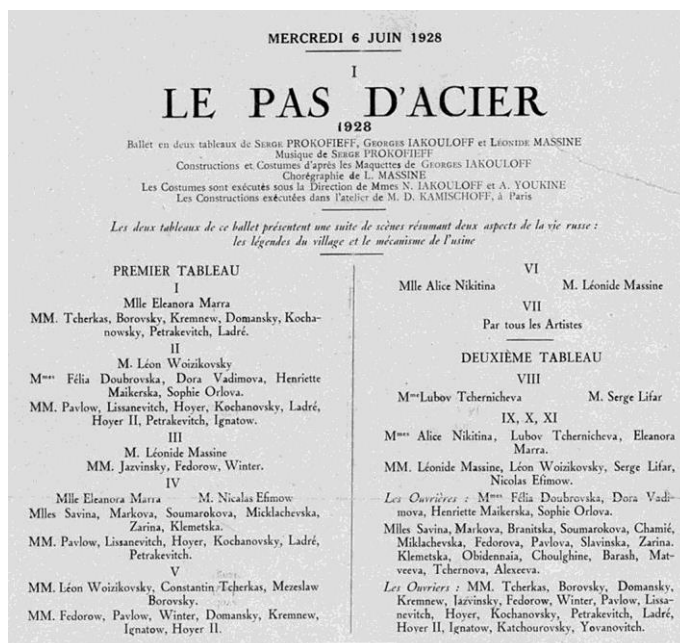 MERCREDI 6 JUIN 1928
I
LE PAS D'ACIER
1928
Ballet en deux tableaux de SERGE PROKOFIEFF, GEORGES IAKOULOFF et LÉONIDE MASSINE
Musique de SERGE PROKOFIEFF
Constructions et Costumes d'après les Maquettes de GEORGES IAKOULOFF
Chorégraphie de L. MASSINE
Les Costumes sont exécutés sous la Direction de Mmes N. IAKOULOFF et A. YOUKINE
Les Constructions exécutées dans l'atelier de M. D. KAMISCHOFF, à Paris
Les deux tableaux de ce ballet présentent une suite de scènes résumant deux aspects de la vie russe :
les légendes du village et le mécanisme de l'usine
PREMIER TABLEAU
I
Mlle Eleanora Marra
MM. Tcherkas, Borovsky, Kremnew, Domansky, Kocha-
nowsky, Petrakevitch, Ladré.
II
M. Léon Woizikovsky
Mmes Félia Doubrovska, Dora Vadimova, Henriette
Maikerska, Sophie Orlova.
MM. Pavlow, Lissanevitch, Hoyer, Kochanovsky, Ladré,
Hoyer II, Petrakevitch, Ignatow.
III
M. Léonide Massine
MM. Jazvinsky, Fedorow, Winter.
IV
Mlle Eleanora Marra M. Nicalas Efimow
Mlles Savina, Markova, Soumarokova, Micklachevska,
Zarina, Klemetska.
MM. Pavlow, Lissanevitch, Hoyer, Kochanovsky, Ladré,
Petrakevitch.
V
MM. Léon Woizikovsky, Constantin Tcherkas, Mezeslaw
Borovsky.
MM. Fedorow, Pavlow, Winter, Domansky, Kremnew,
Ignatow, Hoyer II.
VI
Mlle Alice Nikitina M. Léonide Massine
VII
Par tous les Artistes
DEUXIÈME TABLEAU
VIII
Mme Lubov Tchernicheva M. Serge Lifar
IX, X, XI
Mmes Alice Nikitina, Lubov Tchernicheva, Eleanora
Marra.
MM. Léonide Massine, Léon Woizikovsky, Serge Lifar,
Nicolas Efimow.
Les Ouvrières : Mmes Félia Doubrovska, Dora Vadi-
mova, Henriette Maikerska, Sophie Orlova.
Mlles Savina, Markova, Branitska, Soumarokova, Chamié,
Miklachevska, Fedorova, Pavlova, Slavinska, Zarina.
Klemetska, Obidennaia, Choulghine, Barash, Mat-
veeva, Tchernova, Alexeeva.
Les Ouvriers : MM. Tcherkas, Borovsky, Domansky,
Kremnew, Jazvinsky, Fedorow, Winter, Pavlow, Lissa-
nevitch, Hoyer, Kochovsky, Petrakevitch, Ladré,
Hoyer II, Ignatow, Katchourovsky, Yovanovitch.